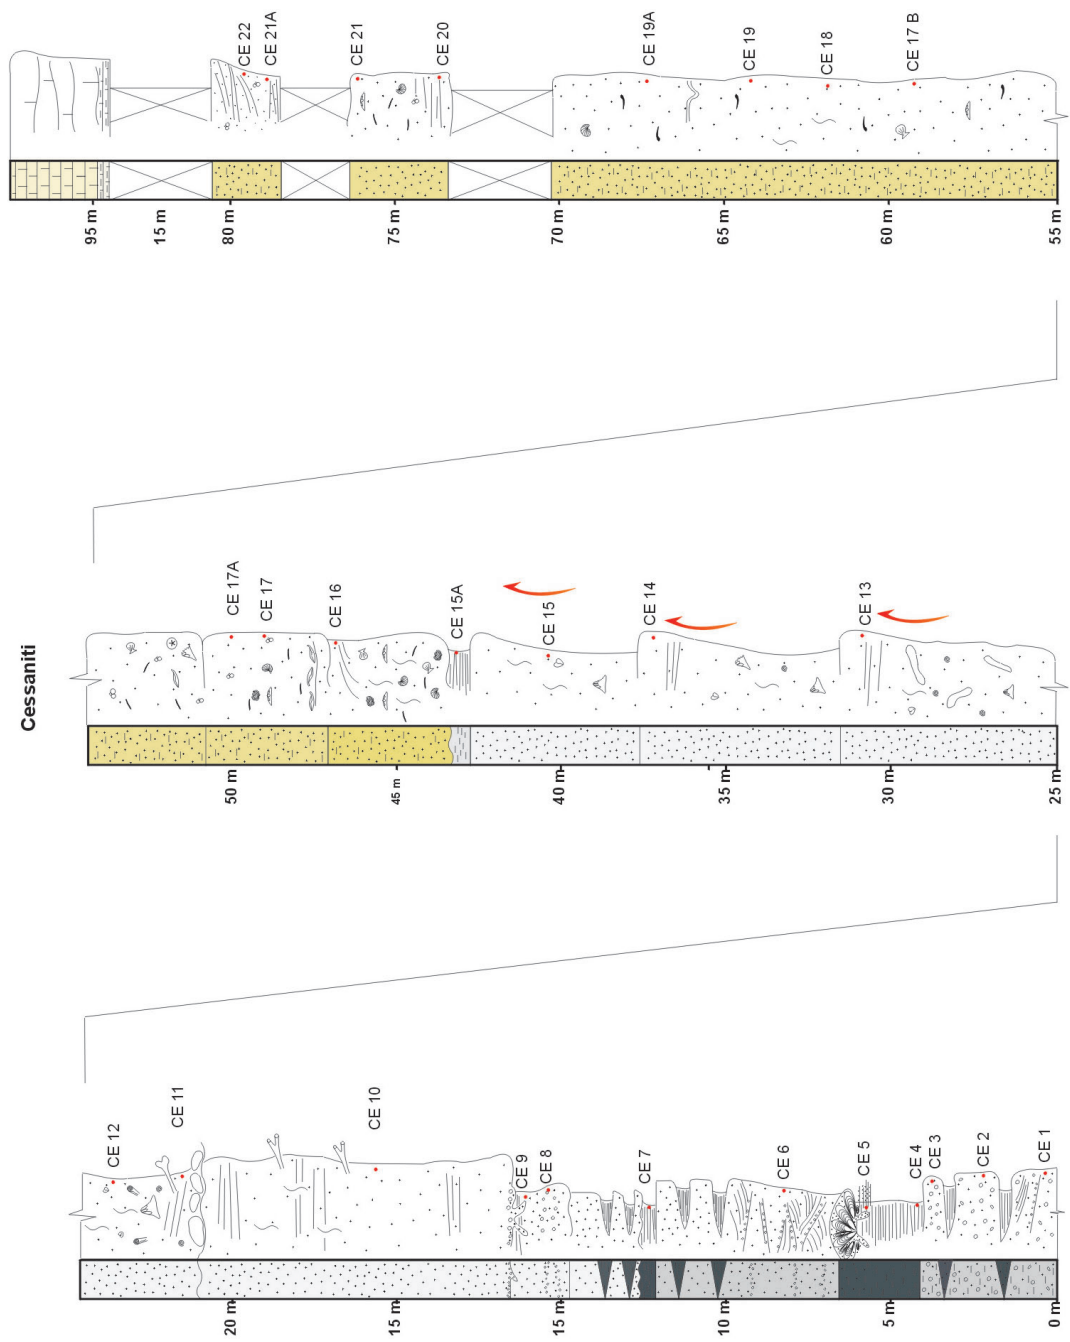 Cessaniti
CE 22
CE 21A
CE 21
CE 20
CE 19A
CE 19
CE 18
CE 17 B
95 m
15 m
80 m
75 m
70 m
65 m
60 m
55 m
CE 17A
CE 17
CE 16
CE 15A
CE 15
CE 14
CE 13
50 m
45 m
40 m
35 m
30 m
25 m
CE 12
CE 11
CE 10
CE 9
CE 8
CE 7
CE 6
CE 5
CE 4
CE 3
CE 2
CE 1
20 m
15 m
10 m
5 m
0 m